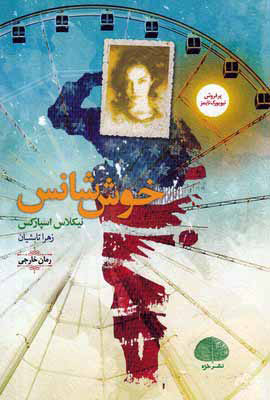 پرفروش
نیویورک تایمز
خوش‌شانس
نیکلاس اسپارکس
زهرا تاشیان
رمان خارجی
نشر خزه